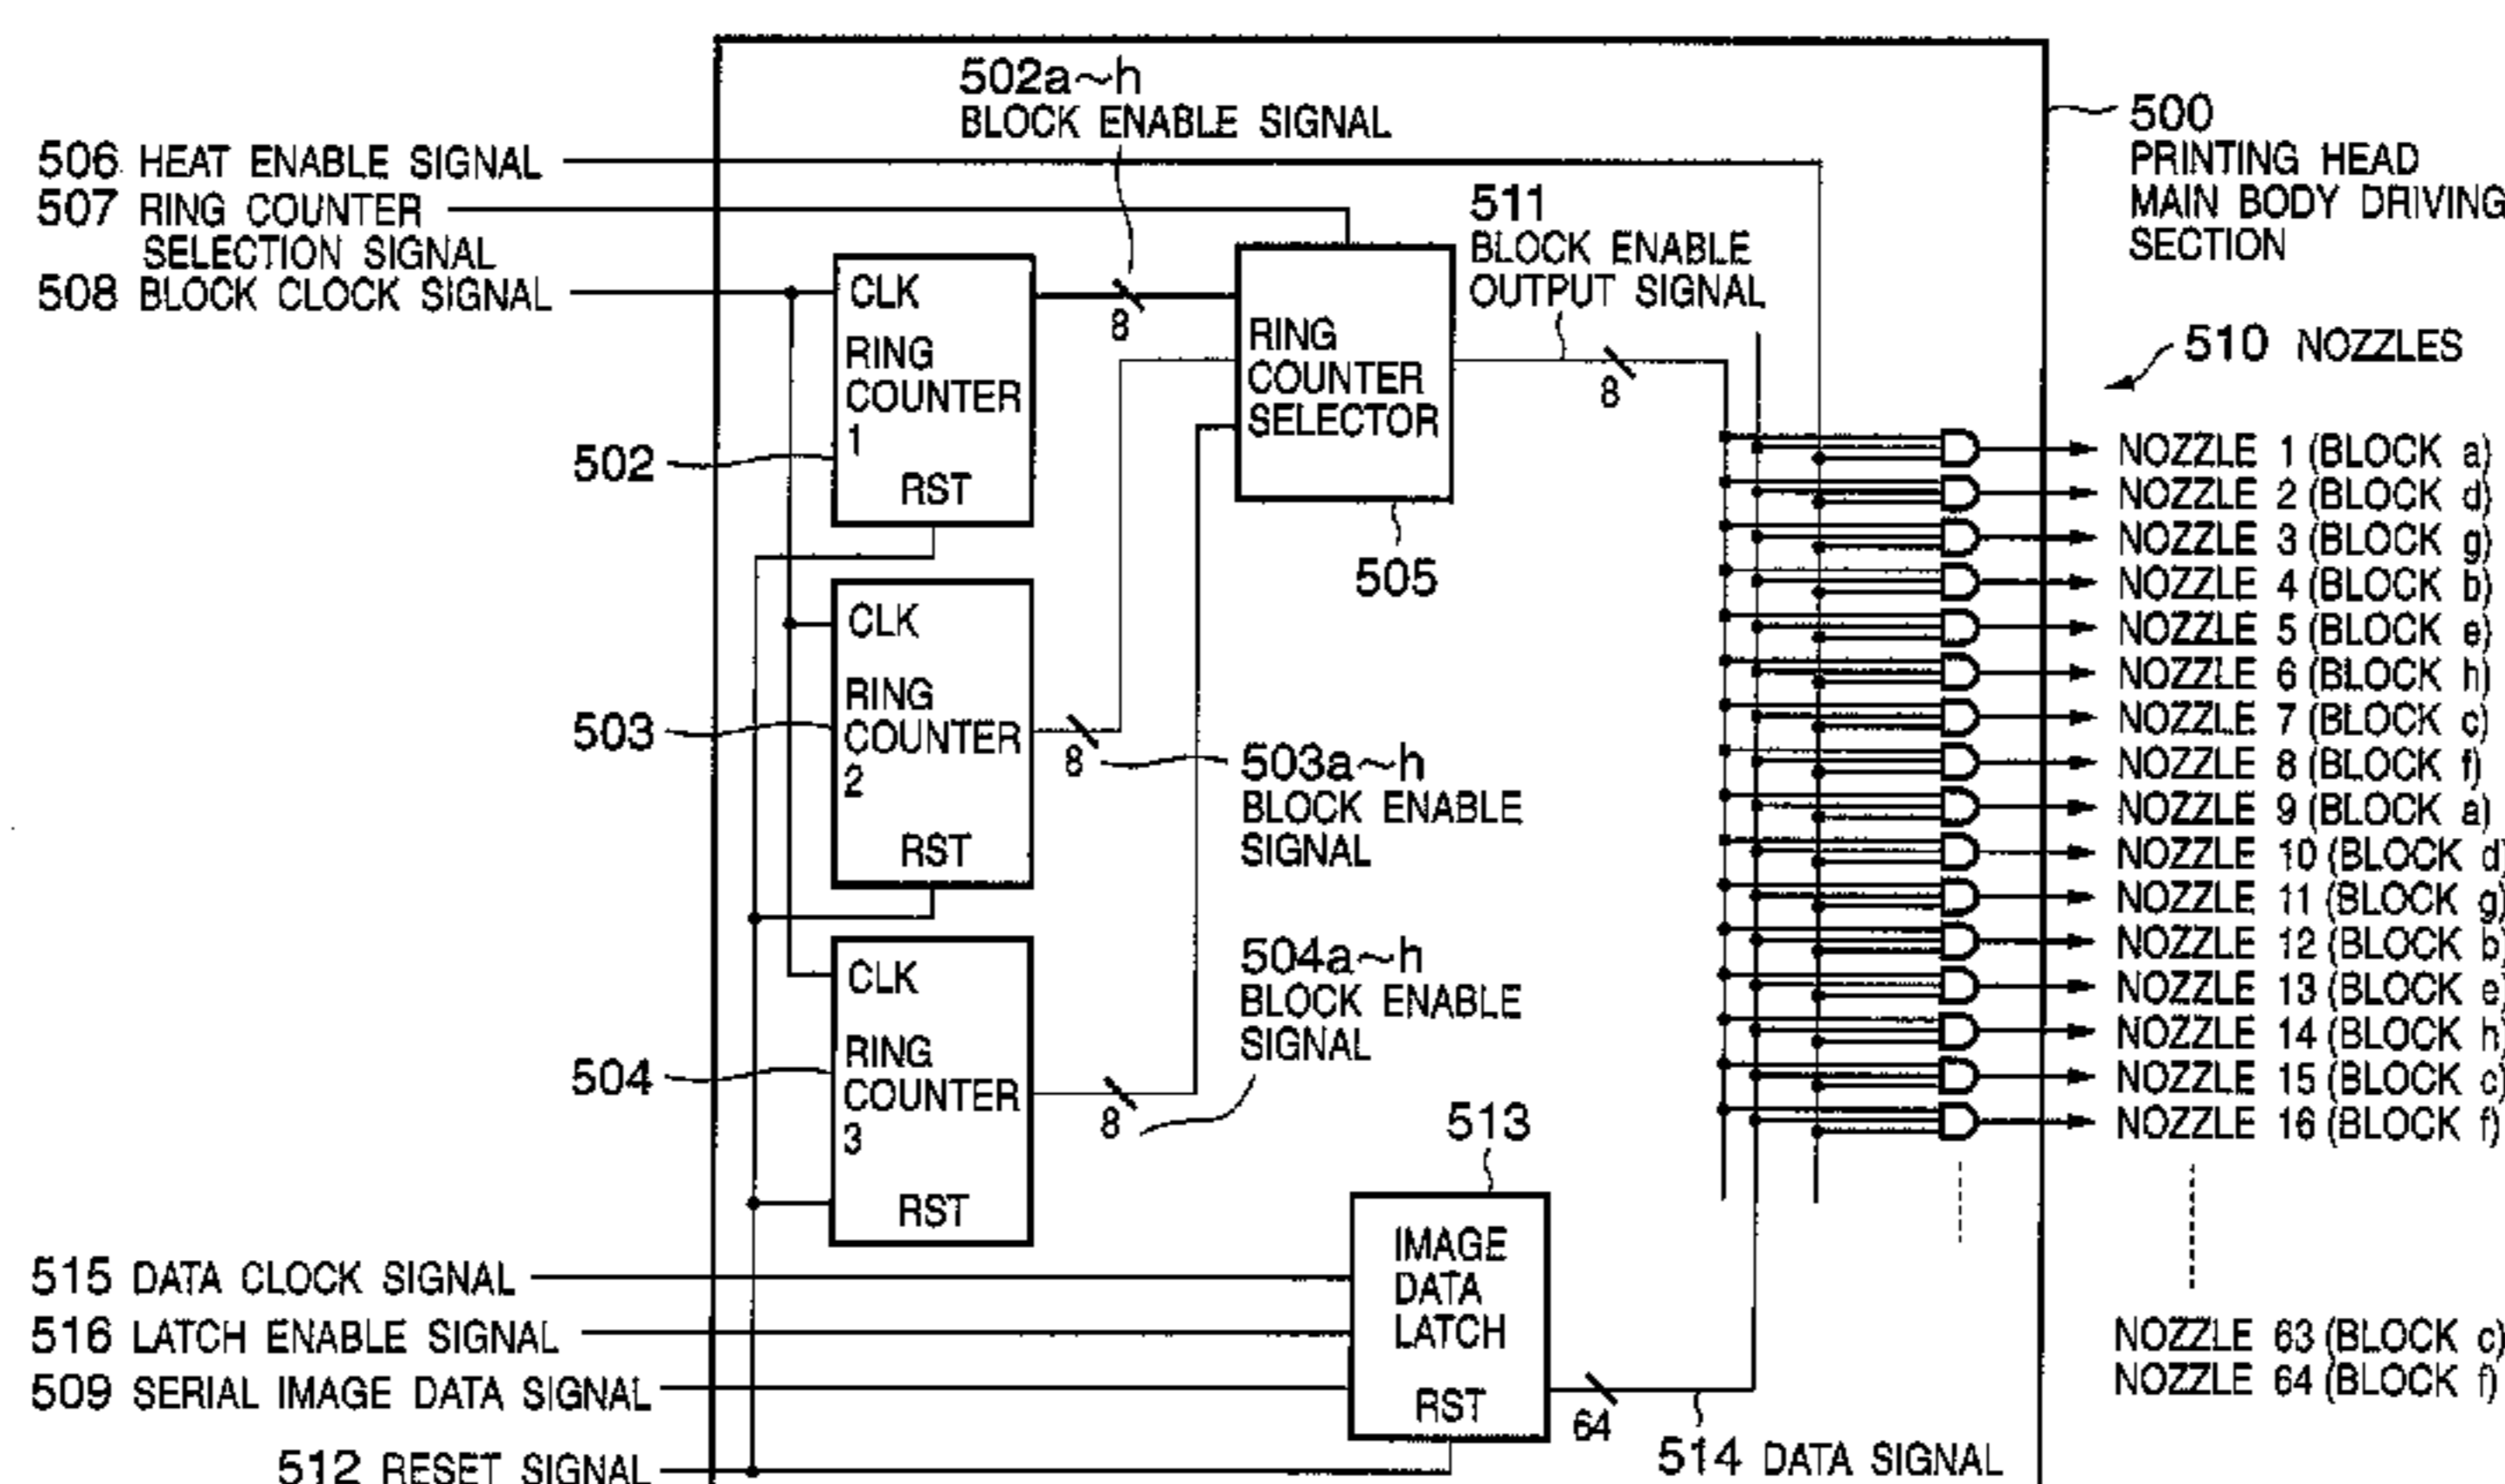 502a~h
BLOCK ENABLE SIGNAL
500
PRINTING HEAD
MAIN BODY DRIVING
SECTION
506 HEAT ENABLE SIGNAL
507 RING COUNTER
SELECTION SIGNAL
508 BLOCK CLOCK SIGNAL
511
BLOCK ENABLE
OUTPUT SIGNAL
8
8
CLK
RING
COUNTER
1
RST
502
RING
COUNTER
SELECTOR
505
510 NOZZLES
CLK
RING
COUNTER
2
RST
503
8
503a~h
BLOCK ENABLE
SIGNAL
CLK
RING
COUNTER
3
RST
504
8
504a~h
BLOCK ENABLE
SIGNAL
NOZZLE 1 (BLOCK a)
NOZZLE 2 (BLOCK d)
NOZZLE 3 (BLOCK g)
NOZZLE 4 (BLOCK b)
NOZZLE 5 (BLOCK e)
NOZZLE 6 (BLOCK h)
NOZZLE 7 (BLOCK c)
NOZZLE 8 (BLOCK f)
NOZZLE 9 (BLOCK a)
NOZZLE 10 (BLOCK d)
NOZZLE 11 (BLOCK g)
NOZZLE 12 (BLOCK b)
NOZZLE 13 (BLOCK e)
NOZZLE 14 (BLOCK h)
NOZZLE 15 (BLOCK c)
NOZZLE 16 (BLOCK f)
NOZZLE 63 (BLOCK c)
NOZZLE 64 (BLOCK f)
513
IMAGE
DATA
LATCH
RST
64
514 DATA SIGNAL
515 DATA CLOCK SIGNAL
516 LATCH ENABLE SIGNAL
509 SERIAL IMAGE DATA SIGNAL
512 RESET SIGNAL